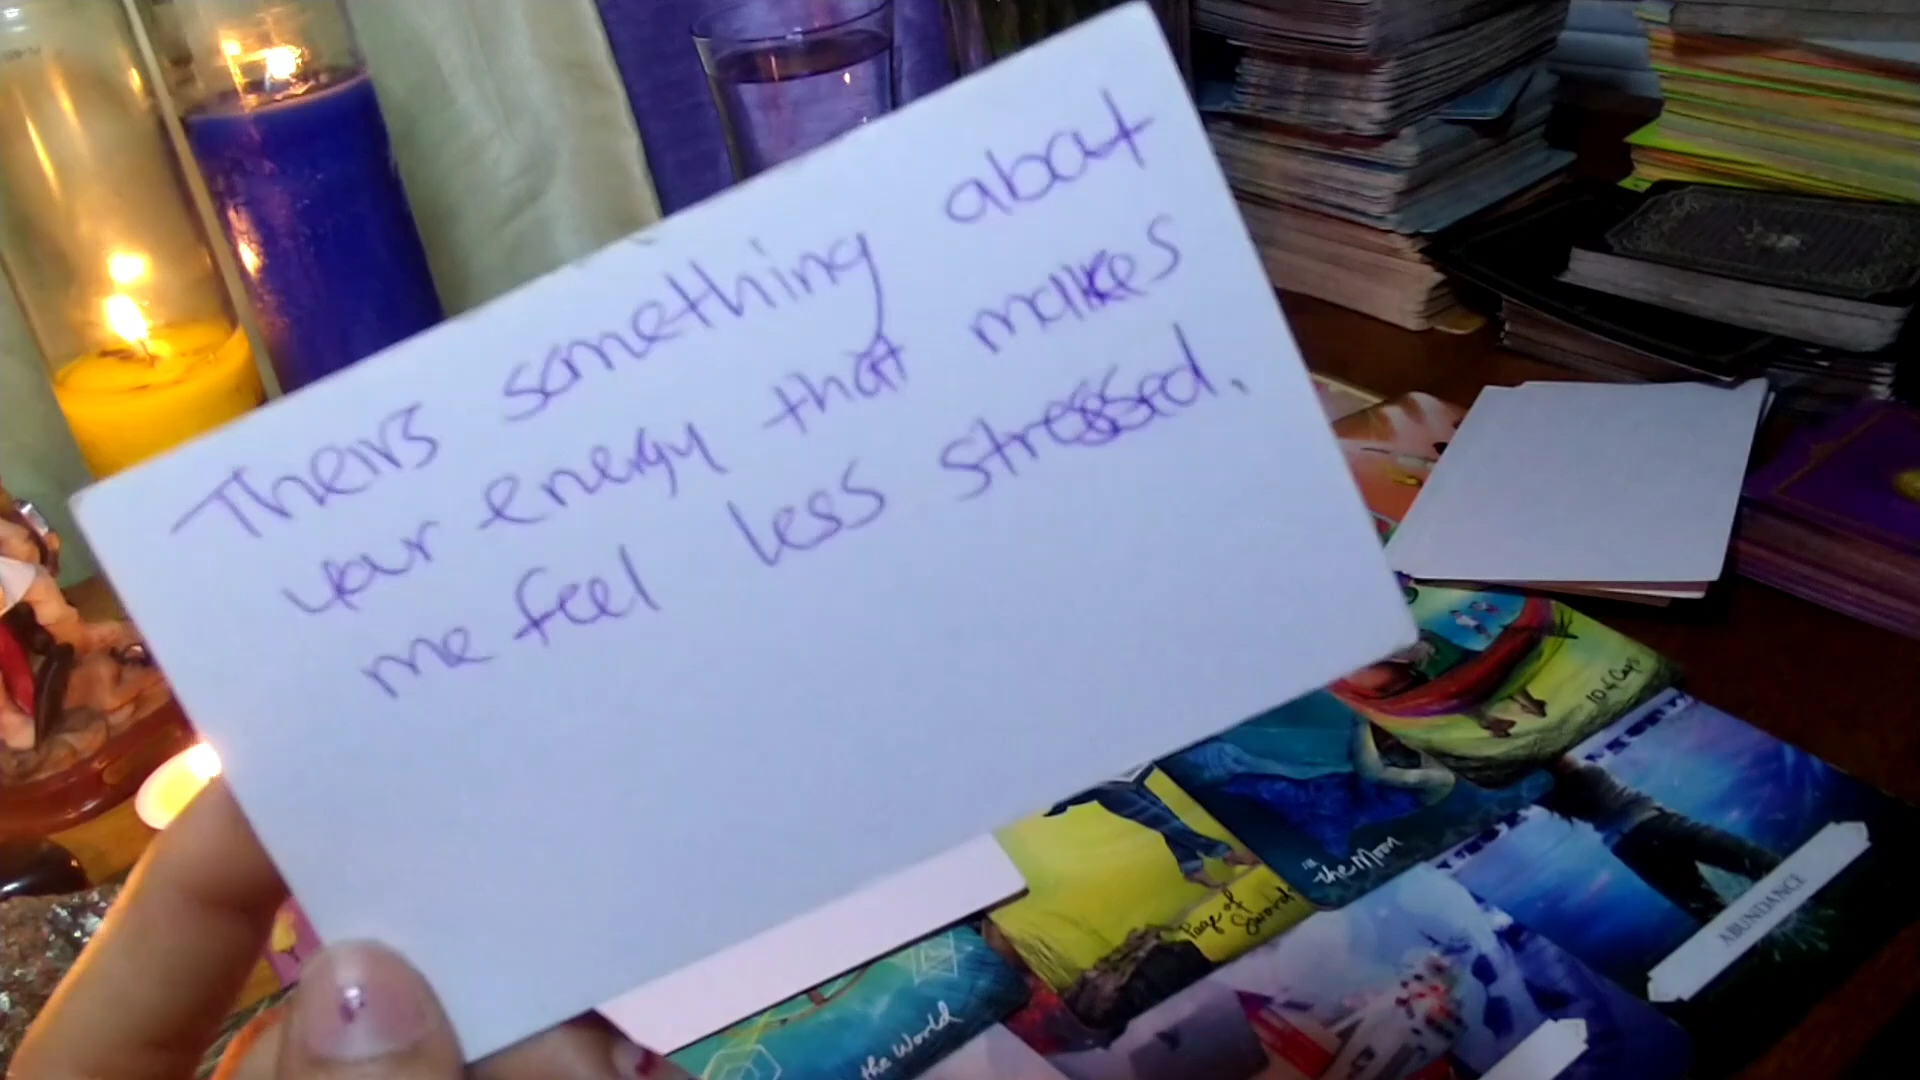 Theirs something about
your energy that makes
me feel less stressed.
10 of Cups
the Moon
Page of
Swords
ABUNDANCE
the World